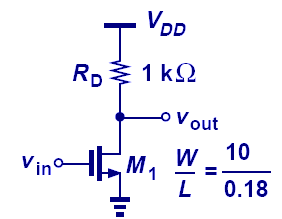 VDD
RD 1 kΩ
vout
vin M1 W/L = 10/0.18